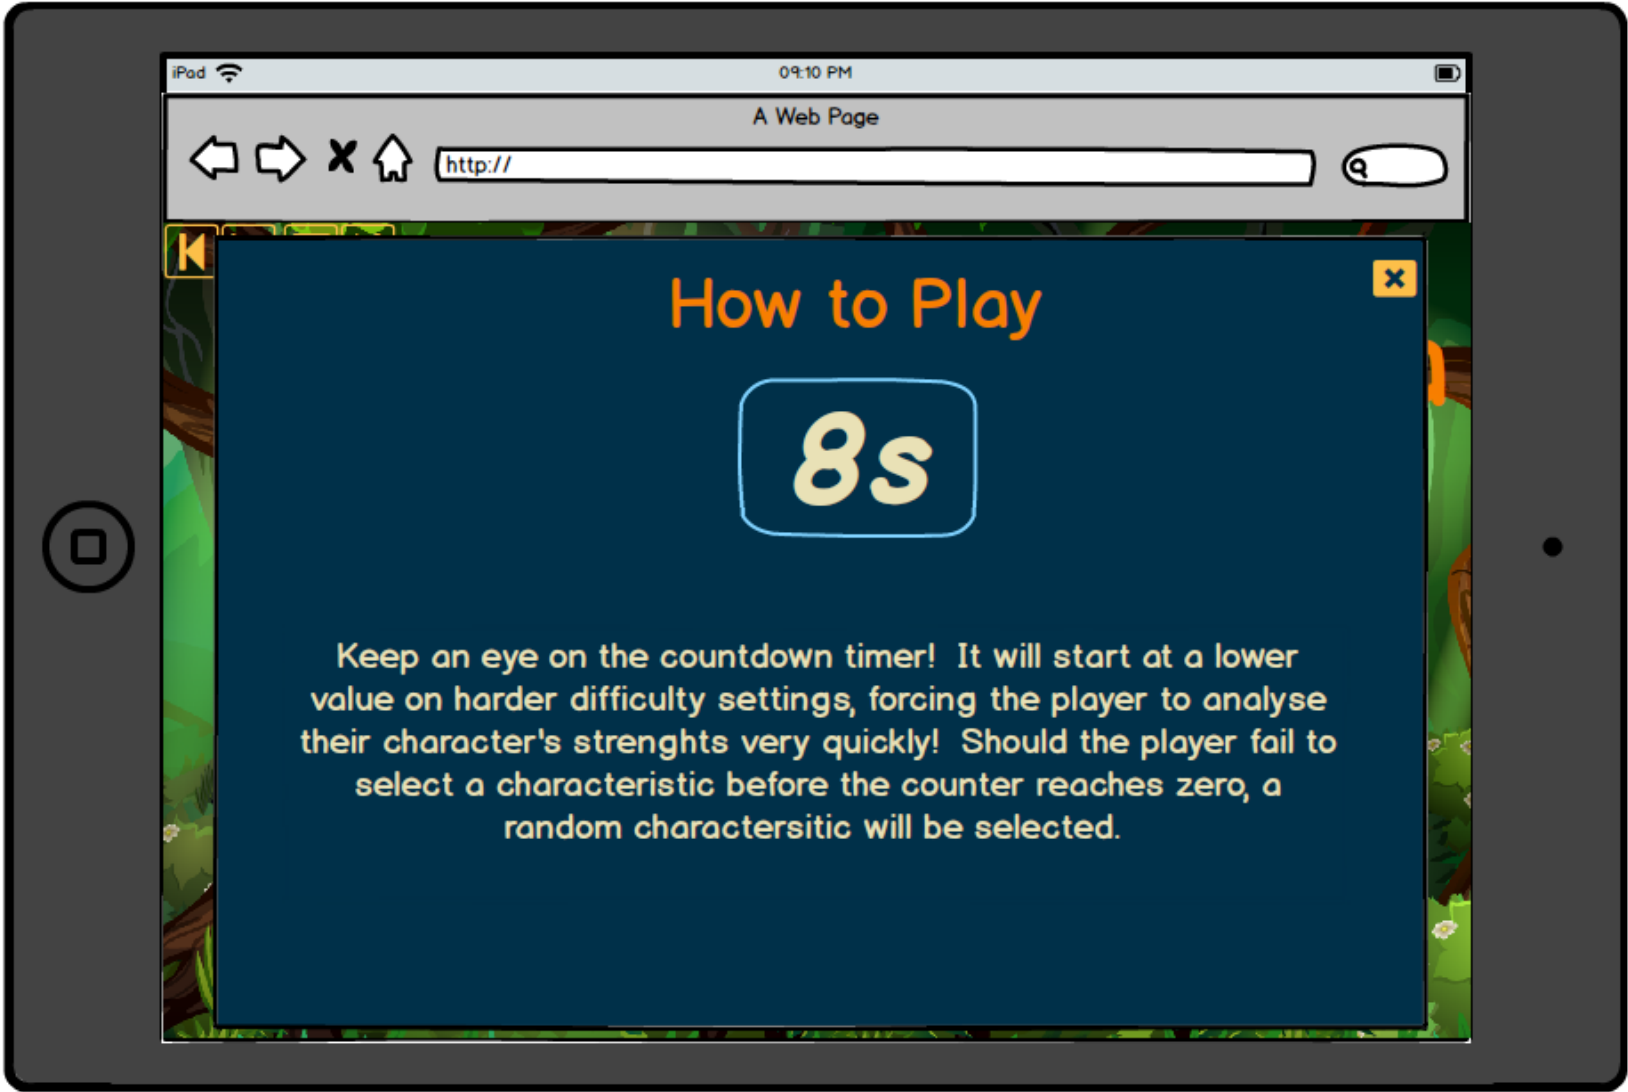 iPad
09:10 PM
A Web Page
http://
How to Play
8s
Keep an eye on the countdown timer!  It will start at a lower
value on harder difficulty settings, forcing the player to analyse
their character's strenghts very quickly!  Should the player fail to
select a characteristic before the counter reaches zero, a
random charactersitic will be selected.